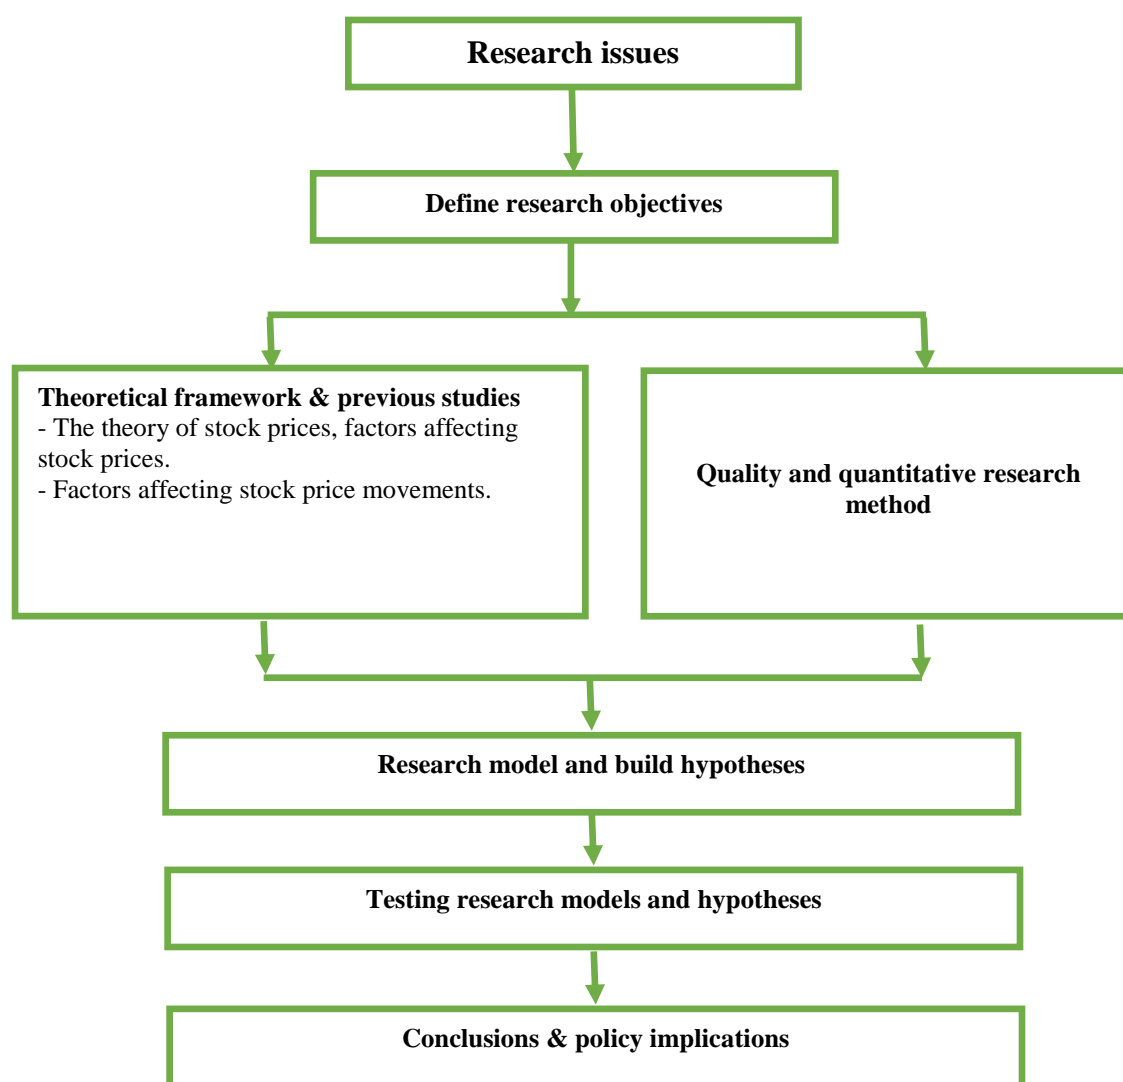 Research issues
Define research objectives
Theoretical framework & previous studies
- The theory of stock prices, factors affecting
stock prices.
- Factors affecting stock price movements.
Quality and quantitative research
method
Research model and build hypotheses
Testing research models and hypotheses
Conclusions & policy implications